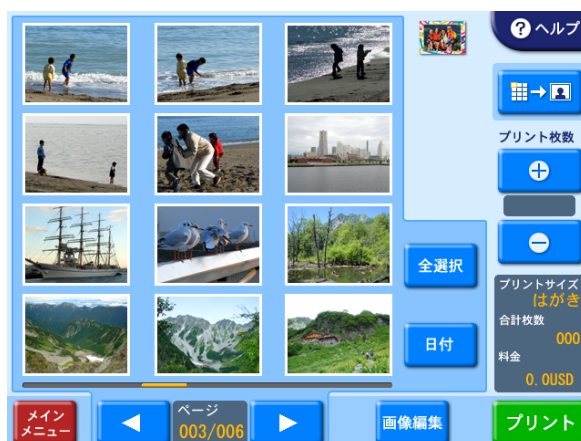 ? ヘルプ
プリント枚数
全選択
日付
プリントサイズ
はがき
合計枚数
000
料金
0.0USD
メイン
メニュー
ページ
003/006
画像編集
プリント